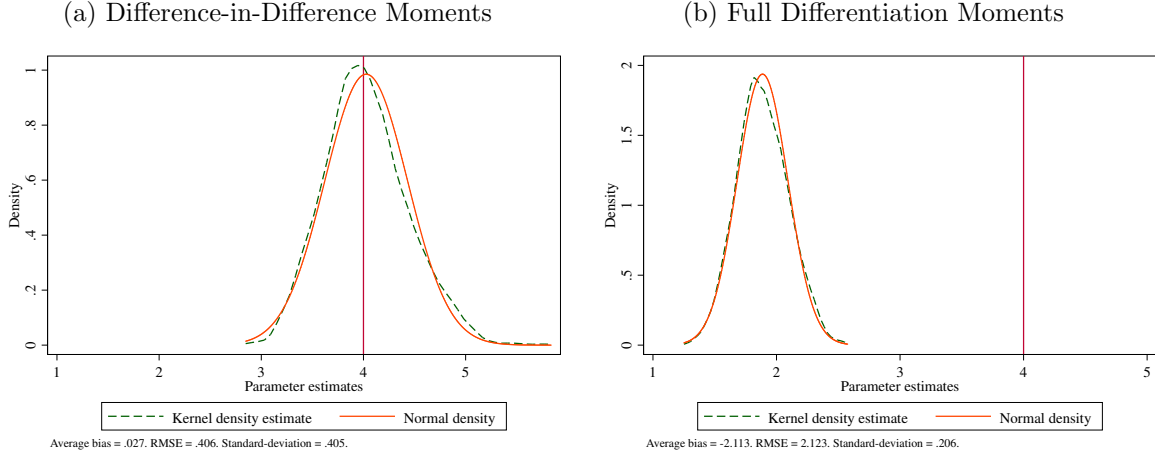 (a) Difference-in-Difference Moments
Density
0 .2 .4 .6 .8 1
1 2 3 4 5
Parameter estimates
Kernel density estimate Normal density
Average bias = .027. RMSE = .406. Standard-deviation = .405.
(b) Full Differentiation Moments
Density
0 .5 1 1.5 2
1 2 3 4 5
Parameter estimates
Kernel density estimate Normal density
Average bias = -2.113. RMSE = 2.123. Standard-deviation = .206.